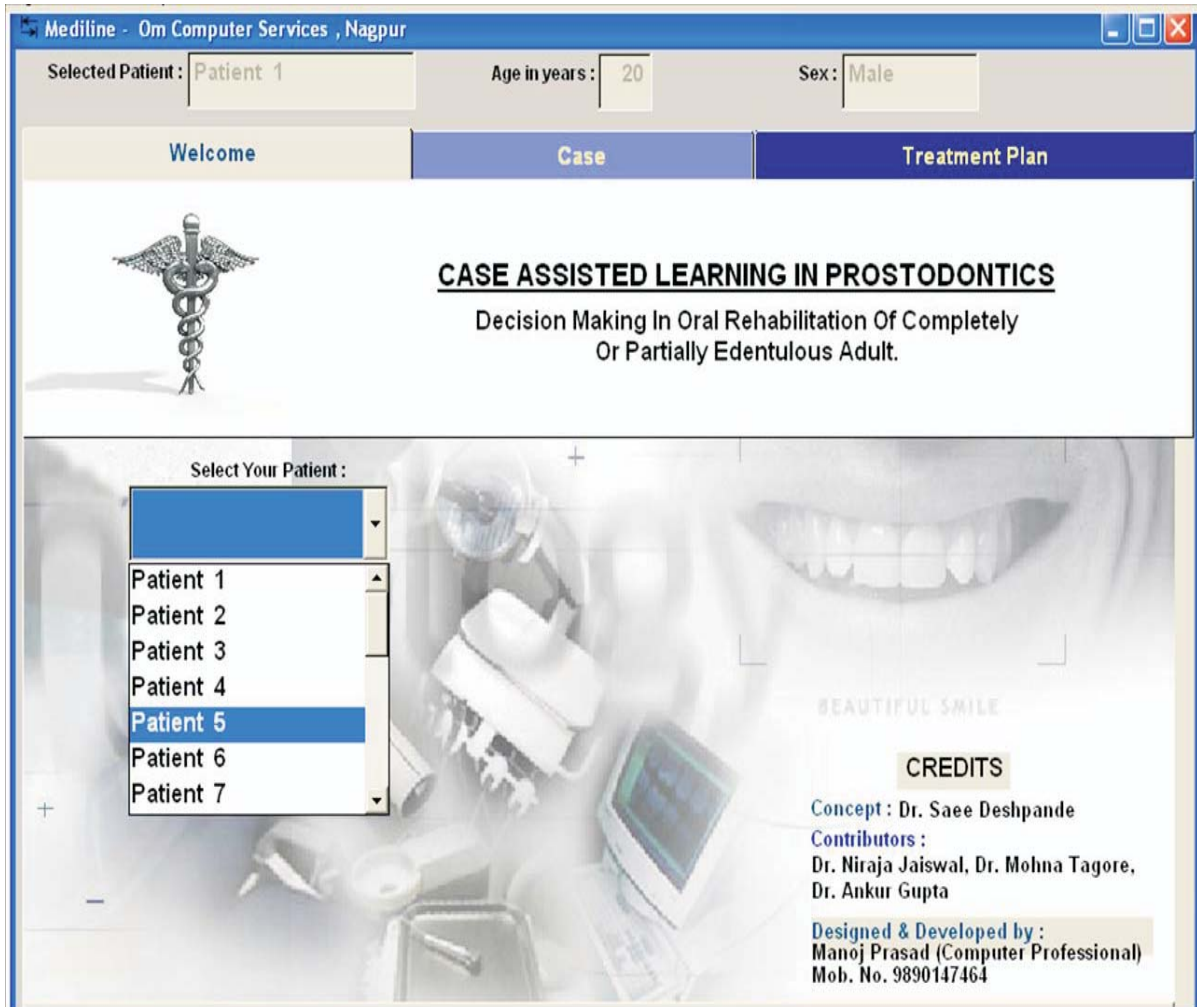 Mediline - Om Computer Services , Nagpur
Selected Patient : Patient 1 Age in years : 20 Sex : Male
Welcome Case Treatment Plan
CASE ASSISTED LEARNING IN PROSTODONTICS
Decision Making In Oral Rehabilitation Of Completely
Or Partially Edentulous Adult.
Select Your Patient :
Patient 1
Patient 2
Patient 3
Patient 4
Patient 5
Patient 6
Patient 7
BEAUTIFUL SMILE
CREDITS
Concept : Dr. Saee Deshpande
Contributors :
Dr. Niraja Jaiswal, Dr. Mohna Tagore,
Dr. Ankur Gupta
Designed & Developed by :
Manoj Prasad (Computer Professional)
Mob. No. 9890147464